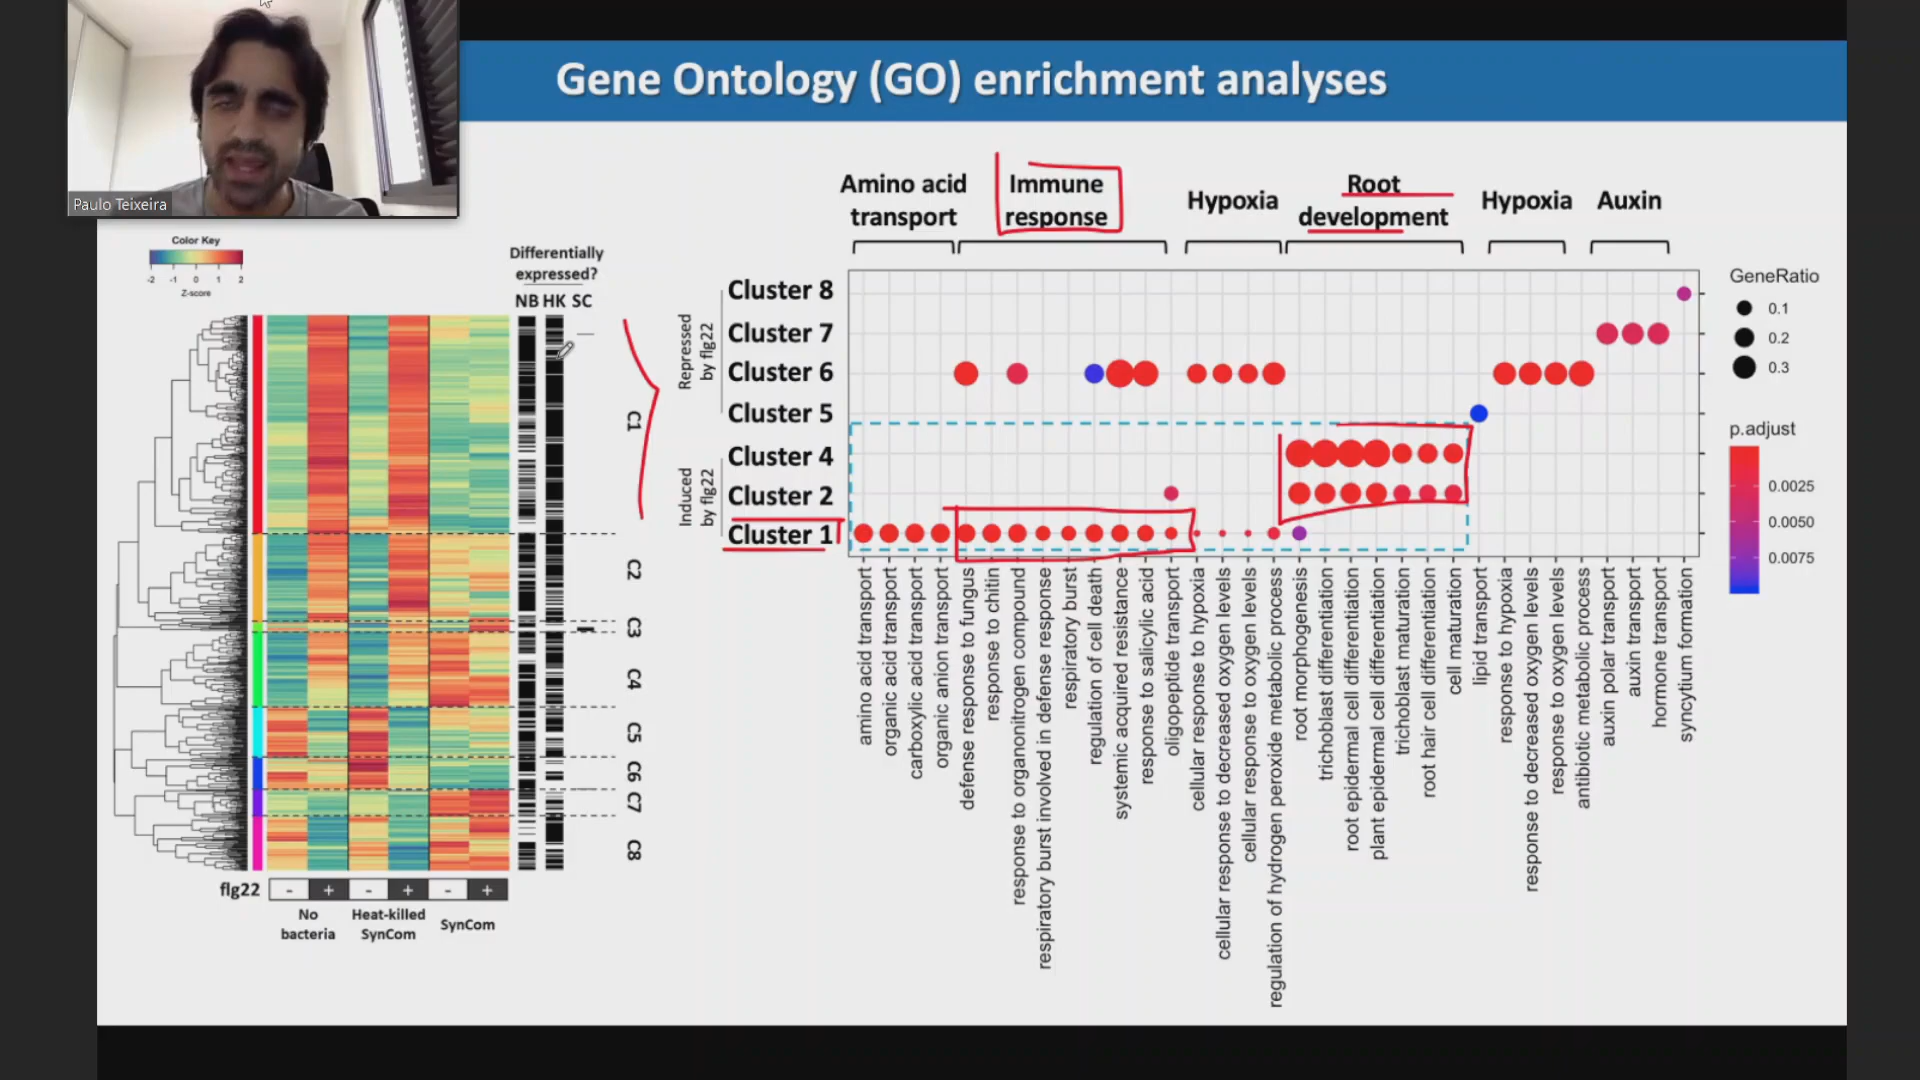 Gene Ontology (GO) enrichment analyses
Paulo Teixeira
Color Key
-2 -1 0 1 2
Z-score
Differentially
expressed?
NB HK SC
C1
C2
C3
C4
C5
C6
C7
C8
flg22 - + - + - +
No
bacteria
Heat-killed
SynCom
SynCom
Amino acid
transport
Immune
response
Hypoxia
Root
development
Hypoxia
Auxin
Repressed
by flg22
Induced
by flg22
Cluster 8
Cluster 7
Cluster 6
Cluster 5
Cluster 4
Cluster 2
Cluster 1
amino acid transport
organic acid transport
carboxylic acid transport
organic anion transport
defense response to fungus
response to chitin
response to organonitrogen compound
respiratory burst involved in defense response
respiratory burst
regulation of cell death
systemic acquired resistance
response to salicylic acid
oligopeptide transport
cellular response to hypoxia
cellular response to decreased oxygen levels
cellular response to oxygen levels
regulation of hydrogen peroxide metabolic process
root morphogenesis
trichoblast differentiation
root epidermal cell differentiation
plant epidermal cell differentiation
trichoblast maturation
root hair cell differentiation
cell maturation
lipid transport
response to hypoxia
response to decreased oxygen levels
response to oxygen levels
antibiotic metabolic process
auxin polar transport
auxin transport
hormone transport
syncytium formation
GeneRatio
0.1
0.2
0.3
p.adjust
0.0025
0.0050
0.0075